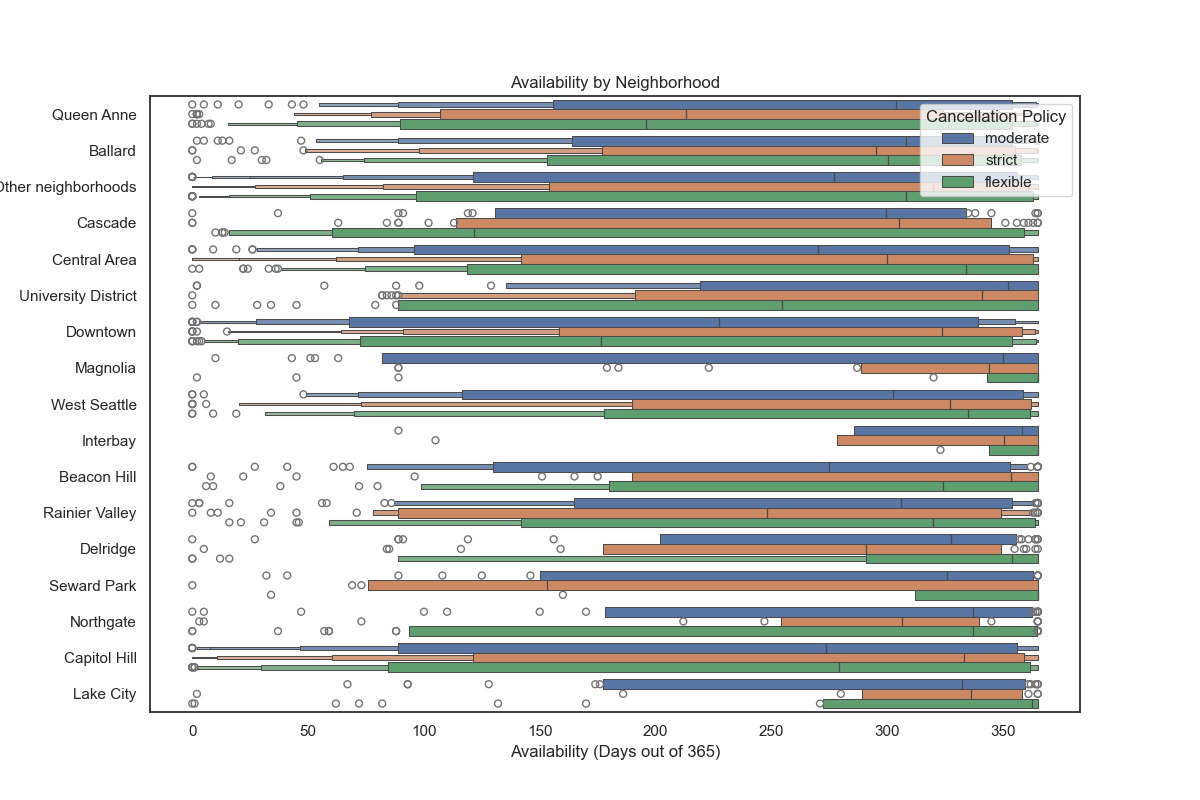 Availability by Neighborhood
Queen Anne
Ballard
Other neighborhoods
Cascade
Central Area
University District
Downtown
Magnolia
West Seattle
Interbay
Beacon Hill
Rainier Valley
Delridge
Seward Park
Northgate
Capitol Hill
Lake City
Cancellation Policy
moderate
strict
flexible
0 50 100 150 200 250 300 350
Availability (Days out of 365)